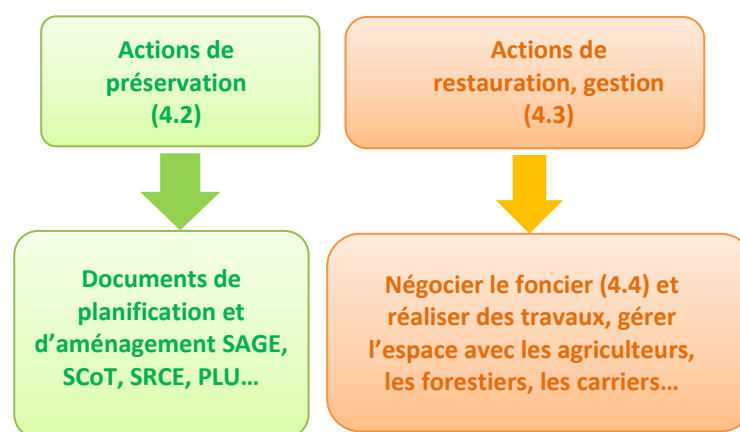 Actions de
préservation
(4.2)
Actions de
restauration, gestion
(4.3)
Documents de
planification et
d’aménagement SAGE,
SCoT, SRCE, PLU…
Négocier le foncier (4.4) et
réaliser des travaux, gérer
l’espace avec les agriculteurs,
les forestiers, les carriers…